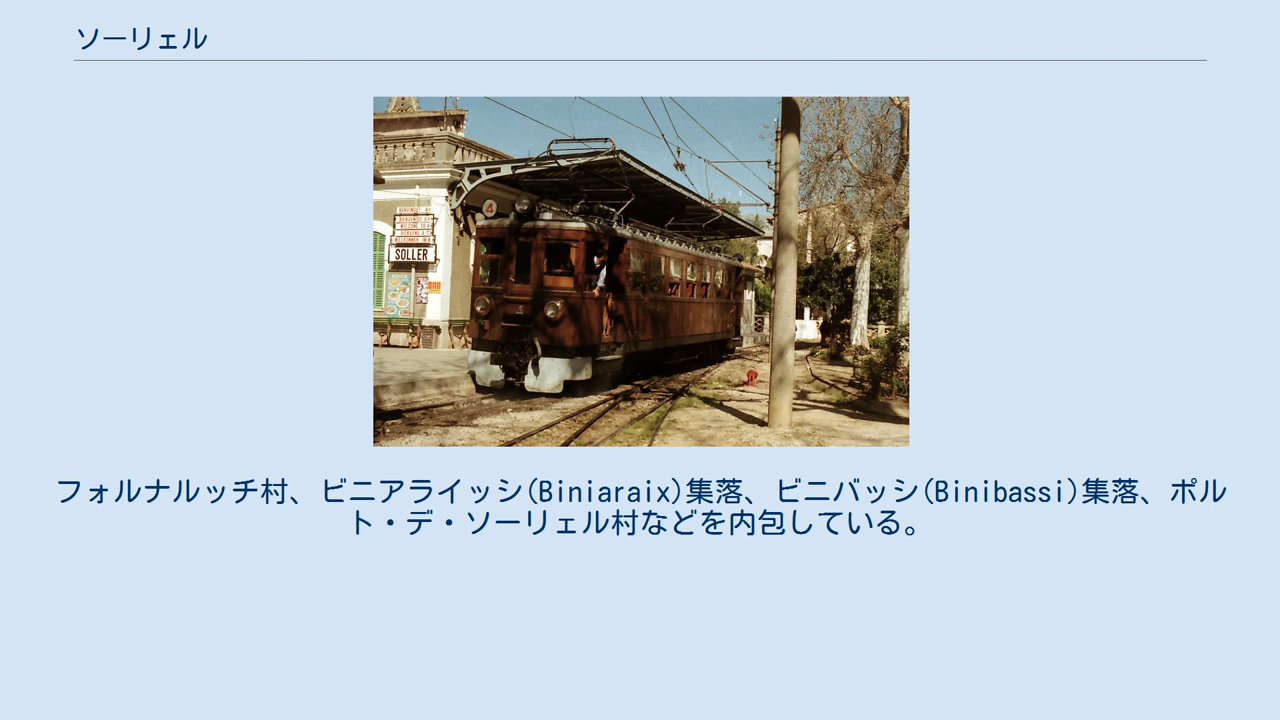 ソーリェル
4
SOLLER
フォルナルッチ村、ビニアライッシ(Biniaraix)集落、ビニバッシ(Binibassi)集落、ポル
ト・デ・ソーリェル村などを内包している。